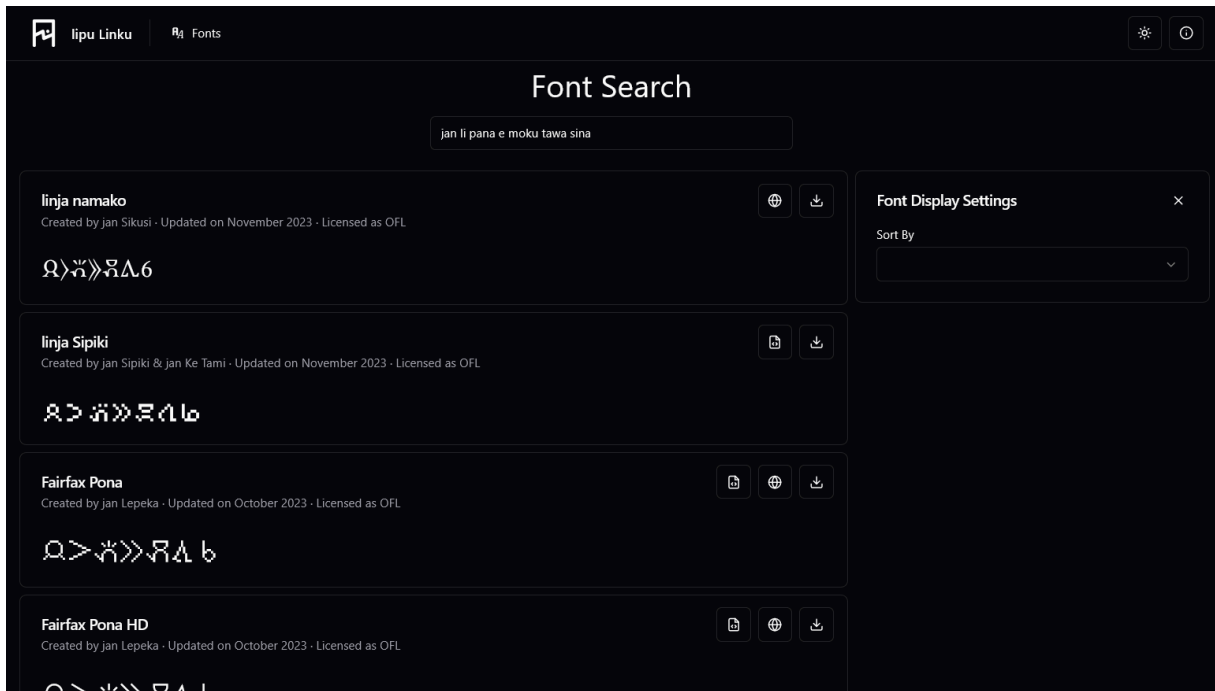 lipu Linku
Fonts
Font Search
jan li pana e moku tawa sina
linja namako
Created by jan Sikusi · Updated on November 2023 · Licensed as OFL
linja Sipiki
Created by jan Sipiki & jan Ke Tami · Updated on November 2023 · Licensed as OFL
Fairfax Pona
Created by jan Lepeka · Updated on October 2023 · Licensed as OFL
Fairfax Pona HD
Created by jan Lepeka · Updated on October 2023 · Licensed as OFL
Font Display Settings
Sort By